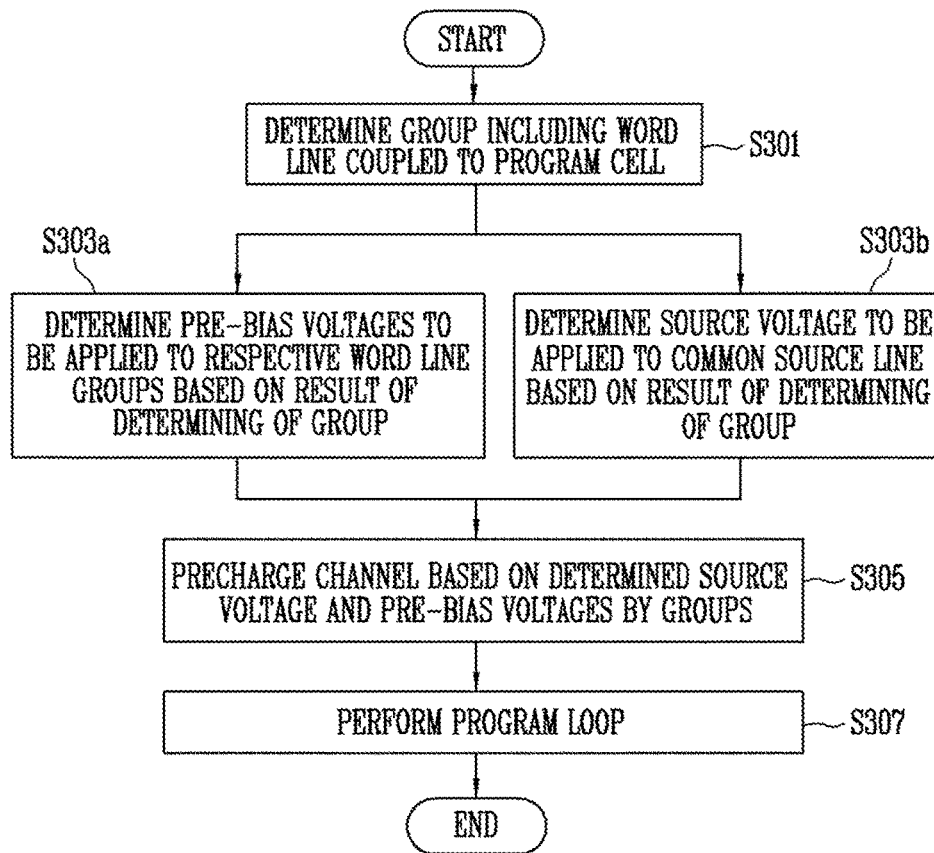 START
DETERMINE GROUP INCLUDING WORD
LINE COUPLED TO PROGRAM CELL
S301
S303a
DETERMINE PRE-BIAS VOLTAGES TO
BE APPLIED TO RESPECTIVE WORD LINE
GROUPS BASED ON RESULT OF
DETERMINING OF GROUP
S303b
DETERMINE SOURCE VOLTAGE TO BE
APPLIED TO COMMON SOURCE LINE
BASED ON RESULT OF DETERMINING
OF GROUP
PRECHARGE CHANNEL BASED ON DETERMINED SOURCE
VOLTAGE AND PRE-BIAS VOLTAGES BY GROUPS
S305
PERFORM PROGRAM LOOP
S307
END